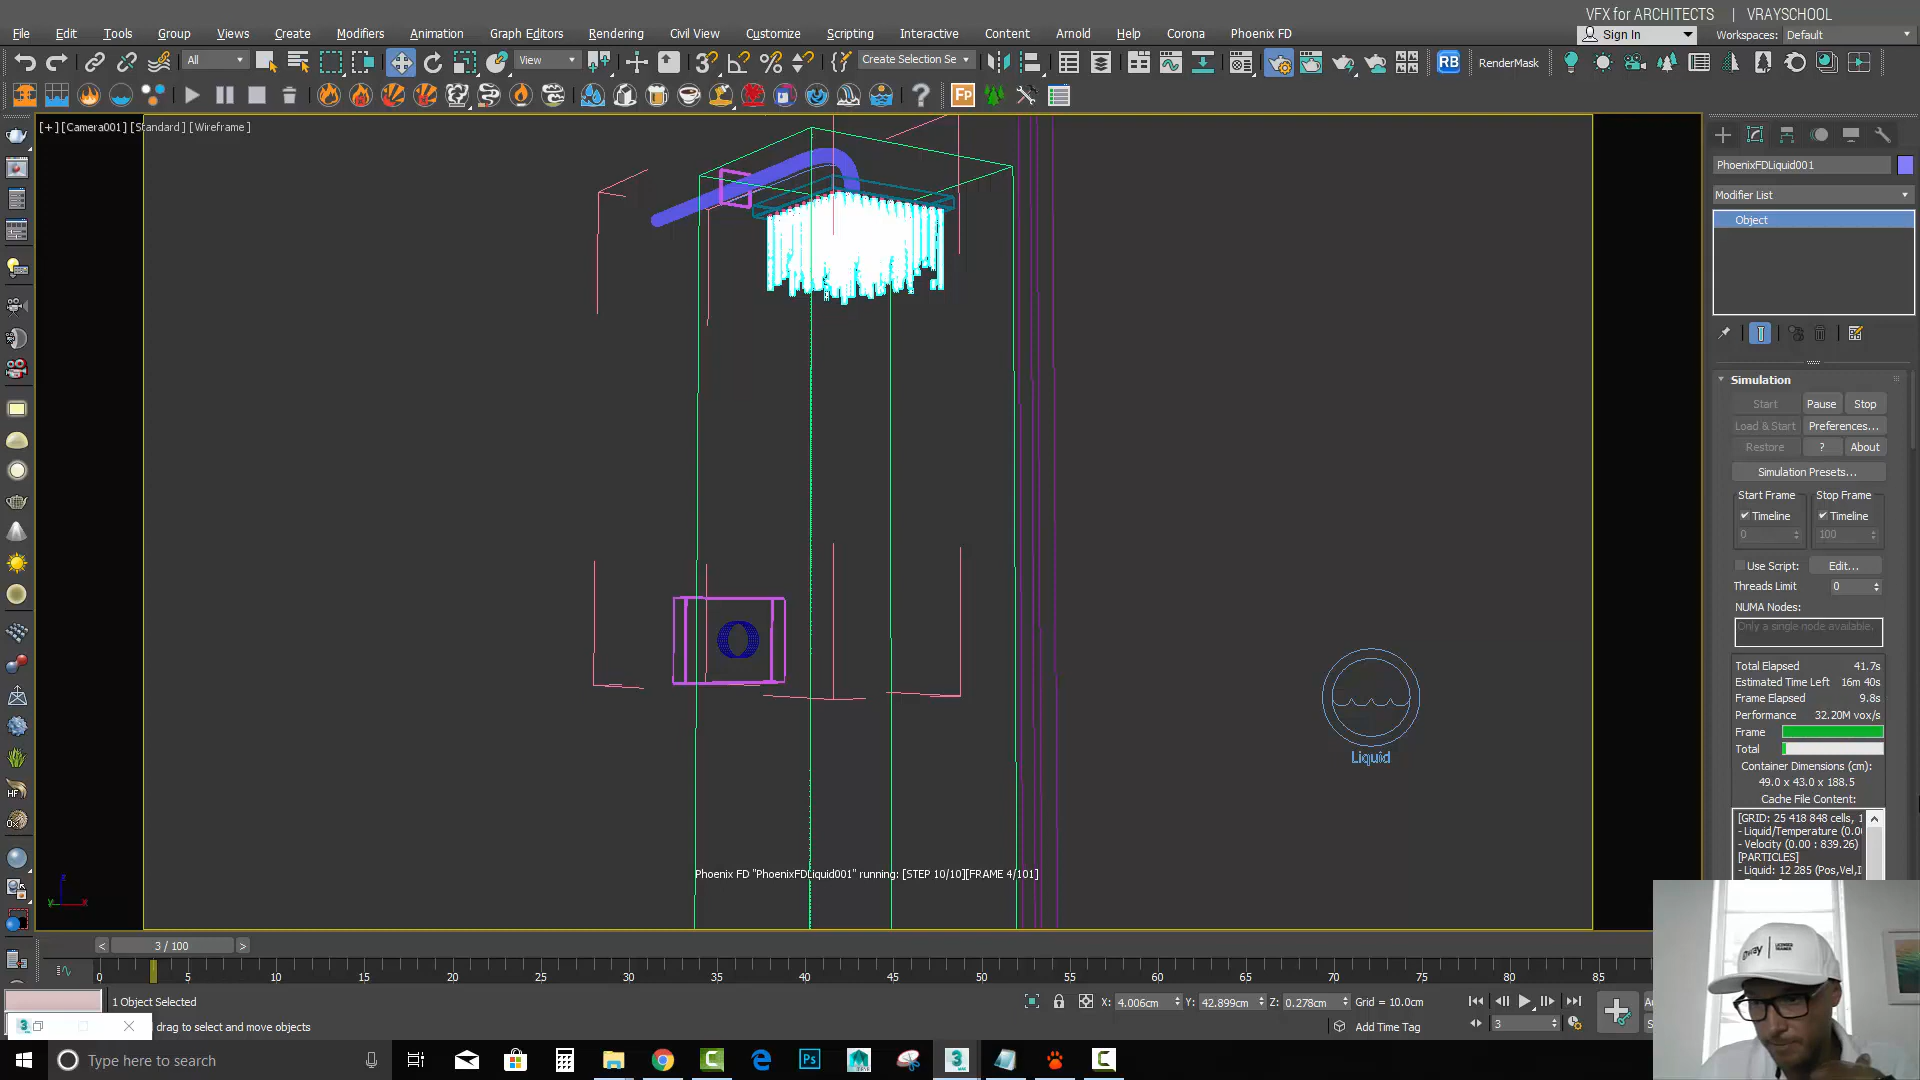 VFX for ARCHITECTS | VRAYSCHOOL
File Edit Tools Group Views Create Modifiers Animation Graph Editors Rendering Civil View Customize Scripting Interactive Content Arnold Help Corona Phoenix FD
Sign In
Workspaces: Default
All
View
Create Selection Se
RB RenderMask
Fp
[+] [Camera001] [Standard] [Wireframe]
PhoenixFDLiquid001
Modifier List
Object
Simulation
Start Pause Stop
Load & Start Preferences...
Restore ? About
Simulation Presets...
Start Frame Stop Frame
Timeline Timeline
0 100
Use Script: Edit...
Threads Limit 0
NUMA Nodes:
Only a single node available.
Total Elapsed 41.7s
Estimated Time Left 16m 40s
Frame Elapsed 9.8s
Performance 32.20M vox/s
Frame
Total
Container Dimensions (cm):
49.0 x 43.0 x 188.5
Cache File Content:
[GRID: 25 418 848 cells, 1
- Liquid/Temperature (0.00
- Velocity (0.00 : 839.26)
[PARTICLES]
- Liquid: 12 285 (Pos,Vel,I
Liquid
Phoenix FD "PhoenixFDLiquid001" running: [STEP 10/10][FRAME 4/101]
z
y x
< 3 / 100 >
0 5 10 15 20 25 30 35 40 45 50 55 60 65 70 75 80 85
1 Object Selected
X: 4.006cm Y: 42.899cm Z: 0.278cm Grid = 10.0cm
drag to select and move objects
Add Time Tag
3
Type here to search